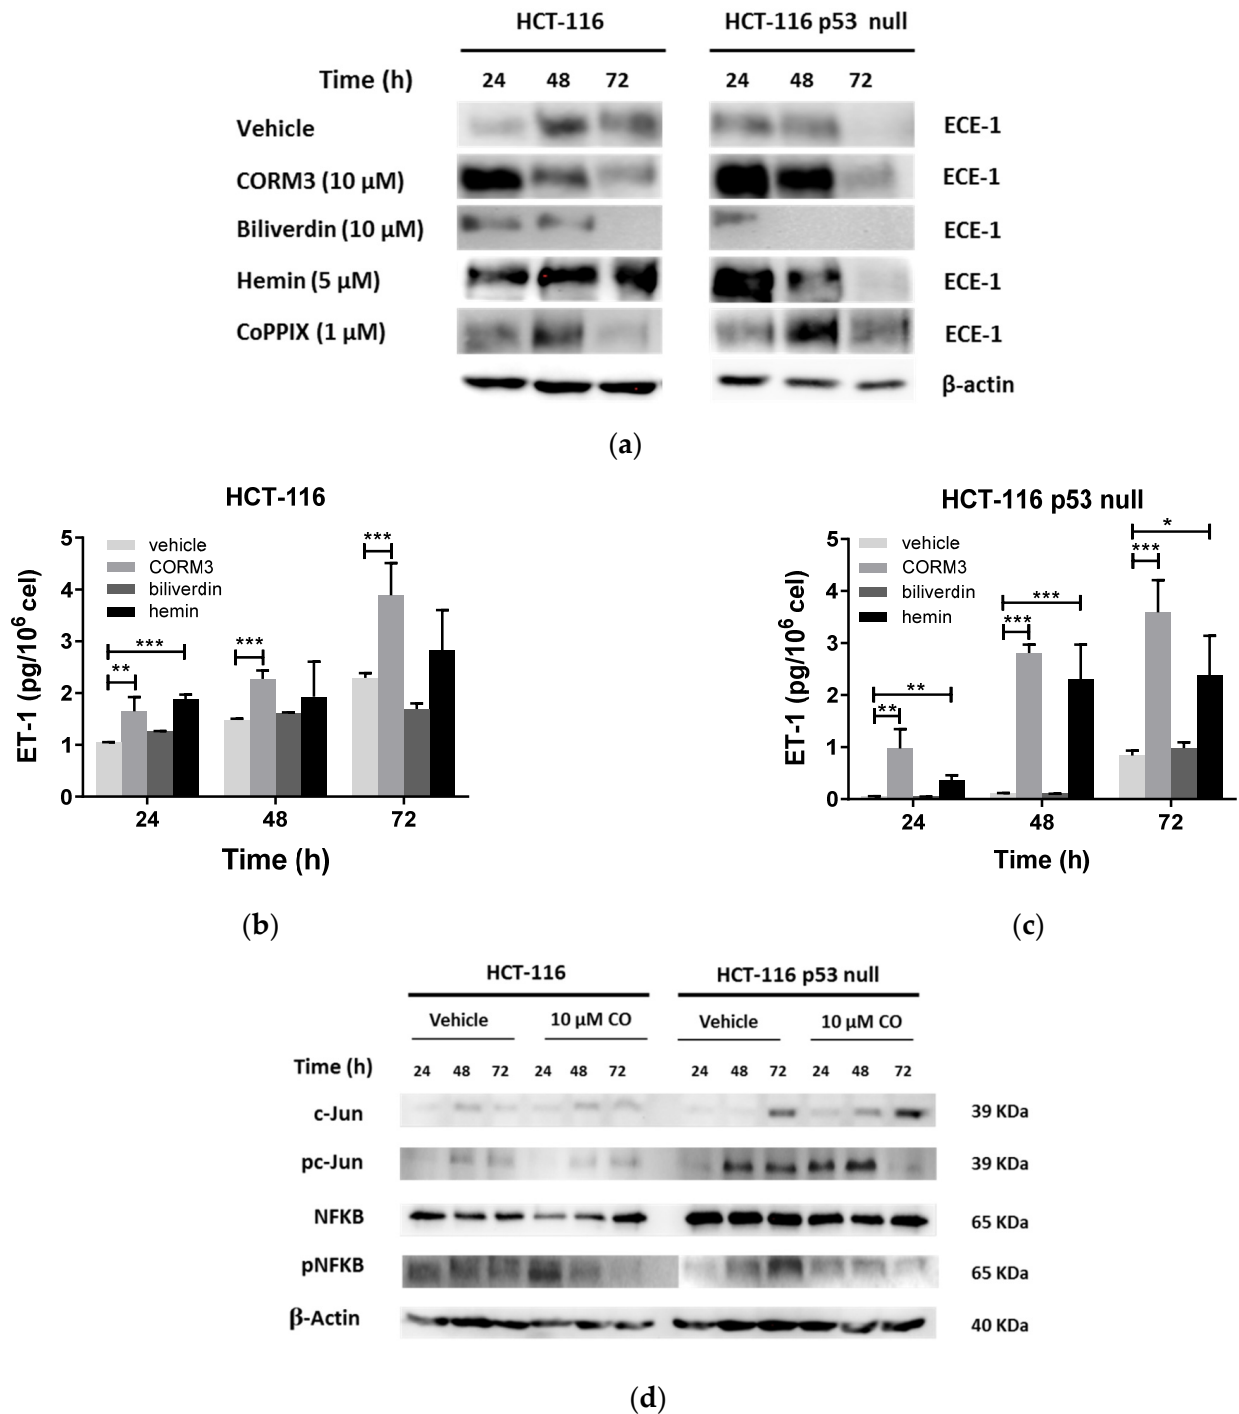 HCT-116 HCT-116 p53 null
Time (h) 24 48 72 24 48 72
Vehicle ECE-1
CORM3 (10 µM) ECE-1
Biliverdin (10 µM) ECE-1
Hemin (5 µM) ECE-1
CoPPIX (1 µM) ECE-1
β-actin
(a)
HCT-116
5
4
3
2
1
0
ET-1 (pg/10⁶ cel)
vehicle
CORM3
biliverdin
hemin
***
**
***
***
24 48 72
Time (h)
(b)
HCT-116 p53 null
5
4
3
2
1
0
ET-1 (pg/10⁶ cel)
vehicle
CORM3
biliverdin
hemin
**
**
***
***
*
***
24 48 72
Time (h)
(c)
HCT-116 HCT-116 p53 null
Vehicle 10 µM CO Vehicle 10 µM CO
Time (h) 24 48 72 24 48 72 24 48 72 24 48 72
c-Jun 39 KDa
pc-Jun 39 KDa
NFKB 65 KDa
pNFKB 65 KDa
β-Actin 40 KDa
(d)